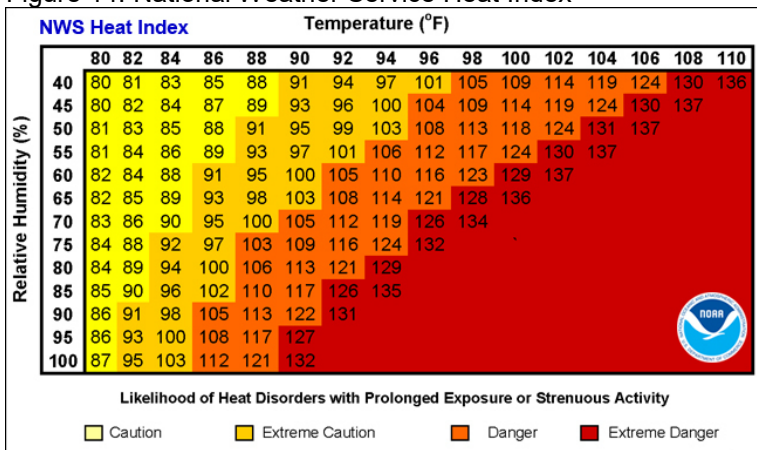 Figure National Weather Service Heat Index
NWS Heat Index
Temperature (°F)
80 82 84 86 88 90 92 94 96 98 100 102 104 106 108 110
Relative Humidity (%)
40 80 81 83 85 88 91 94 97 101 105 109 114 119 124 130 136
45 80 82 84 87 89 93 96 100 104 109 114 119 124 130 137
50 81 83 85 88 91 95 99 103 108 113 118 124 131 137
55 81 84 86 89 93 97 101 106 112 117 124 130 137
60 82 84 88 91 95 100 105 110 116 123 129 137
65 82 85 89 93 98 103 108 114 121 128 136
70 83 86 90 95 100 105 112 119 126 134
75 84 88 92 97 103 109 116 124 132
80 84 89 94 100 106 113 121 129
85 85 90 96 102 110 117 126 135
90 86 91 98 105 113 122 131
95 86 93 100 108 117 127
100 87 95 103 112 121 132
NOAA
Likelihood of Heat Disorders with Prolonged Exposure or Strenuous Activity
Caution Extreme Caution Danger Extreme Danger